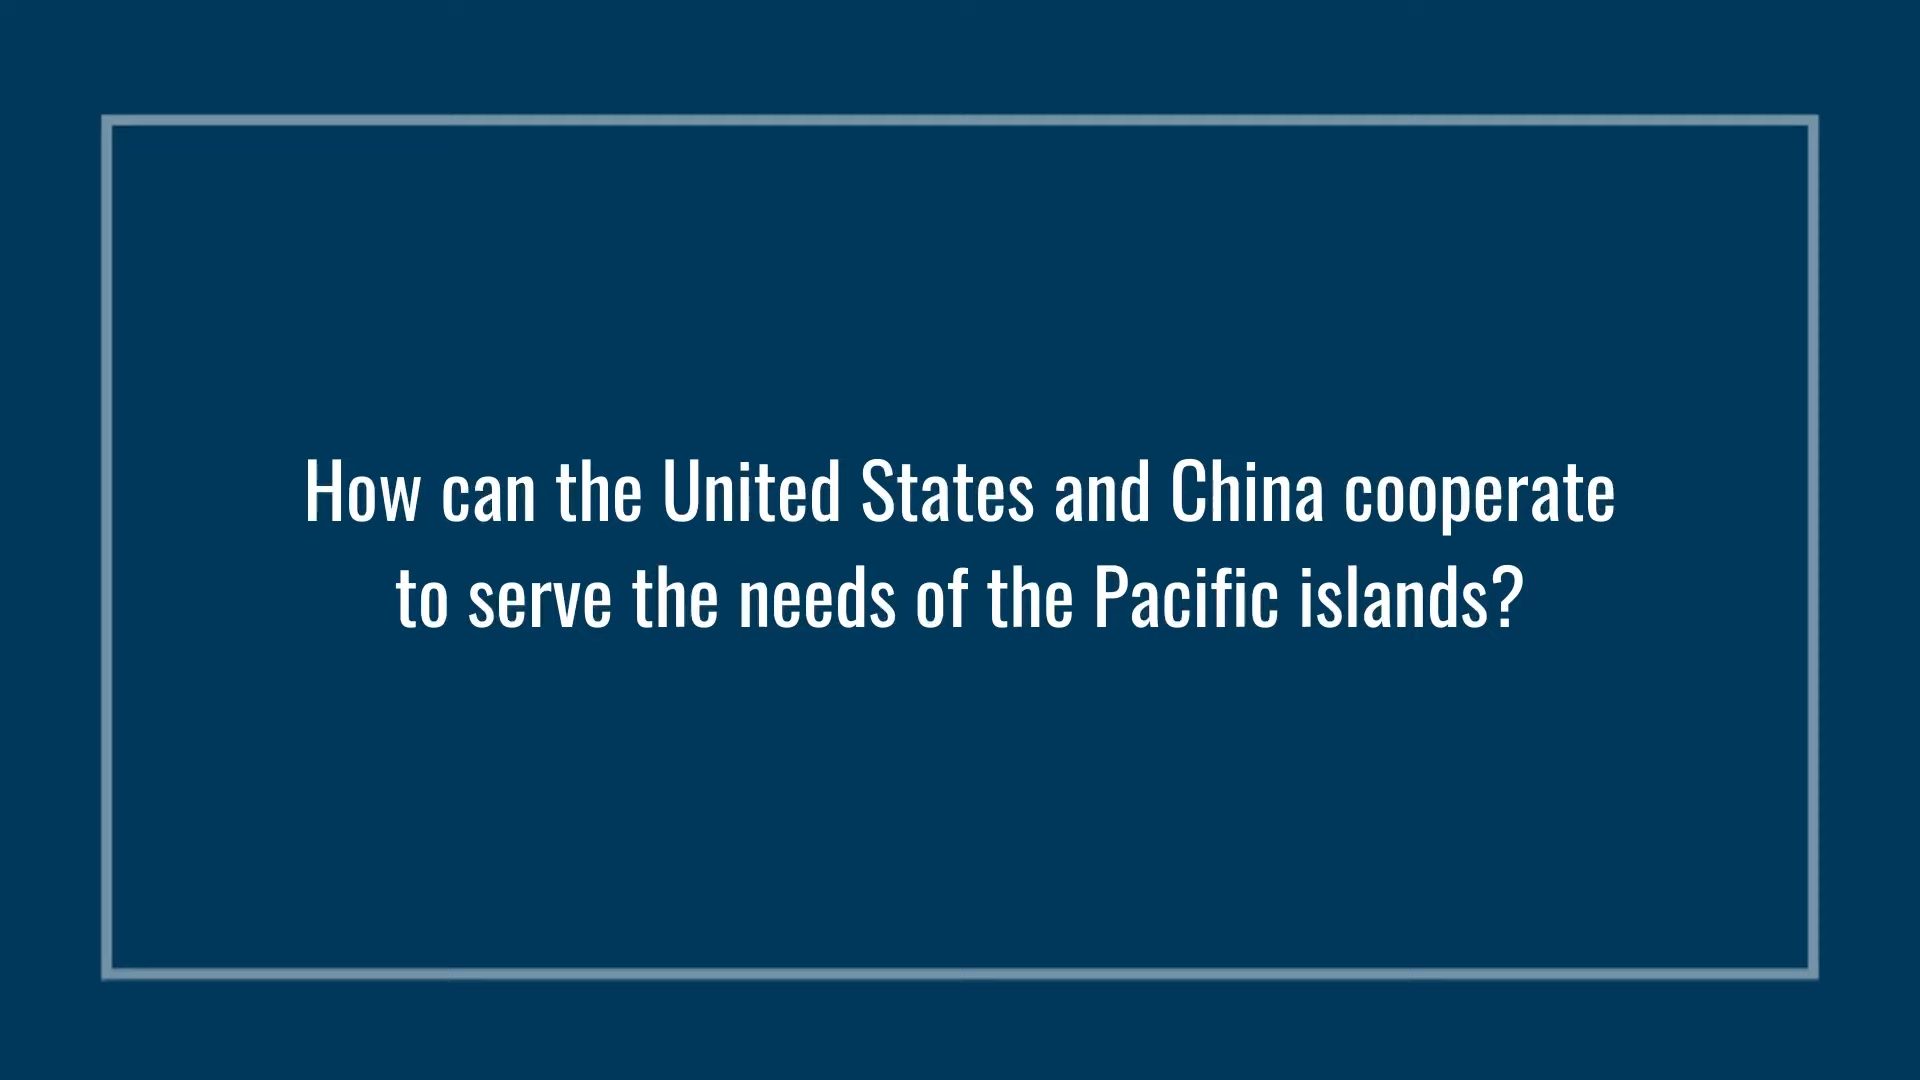 How can the United States and China cooperate
to serve the needs of the Pacific islands?